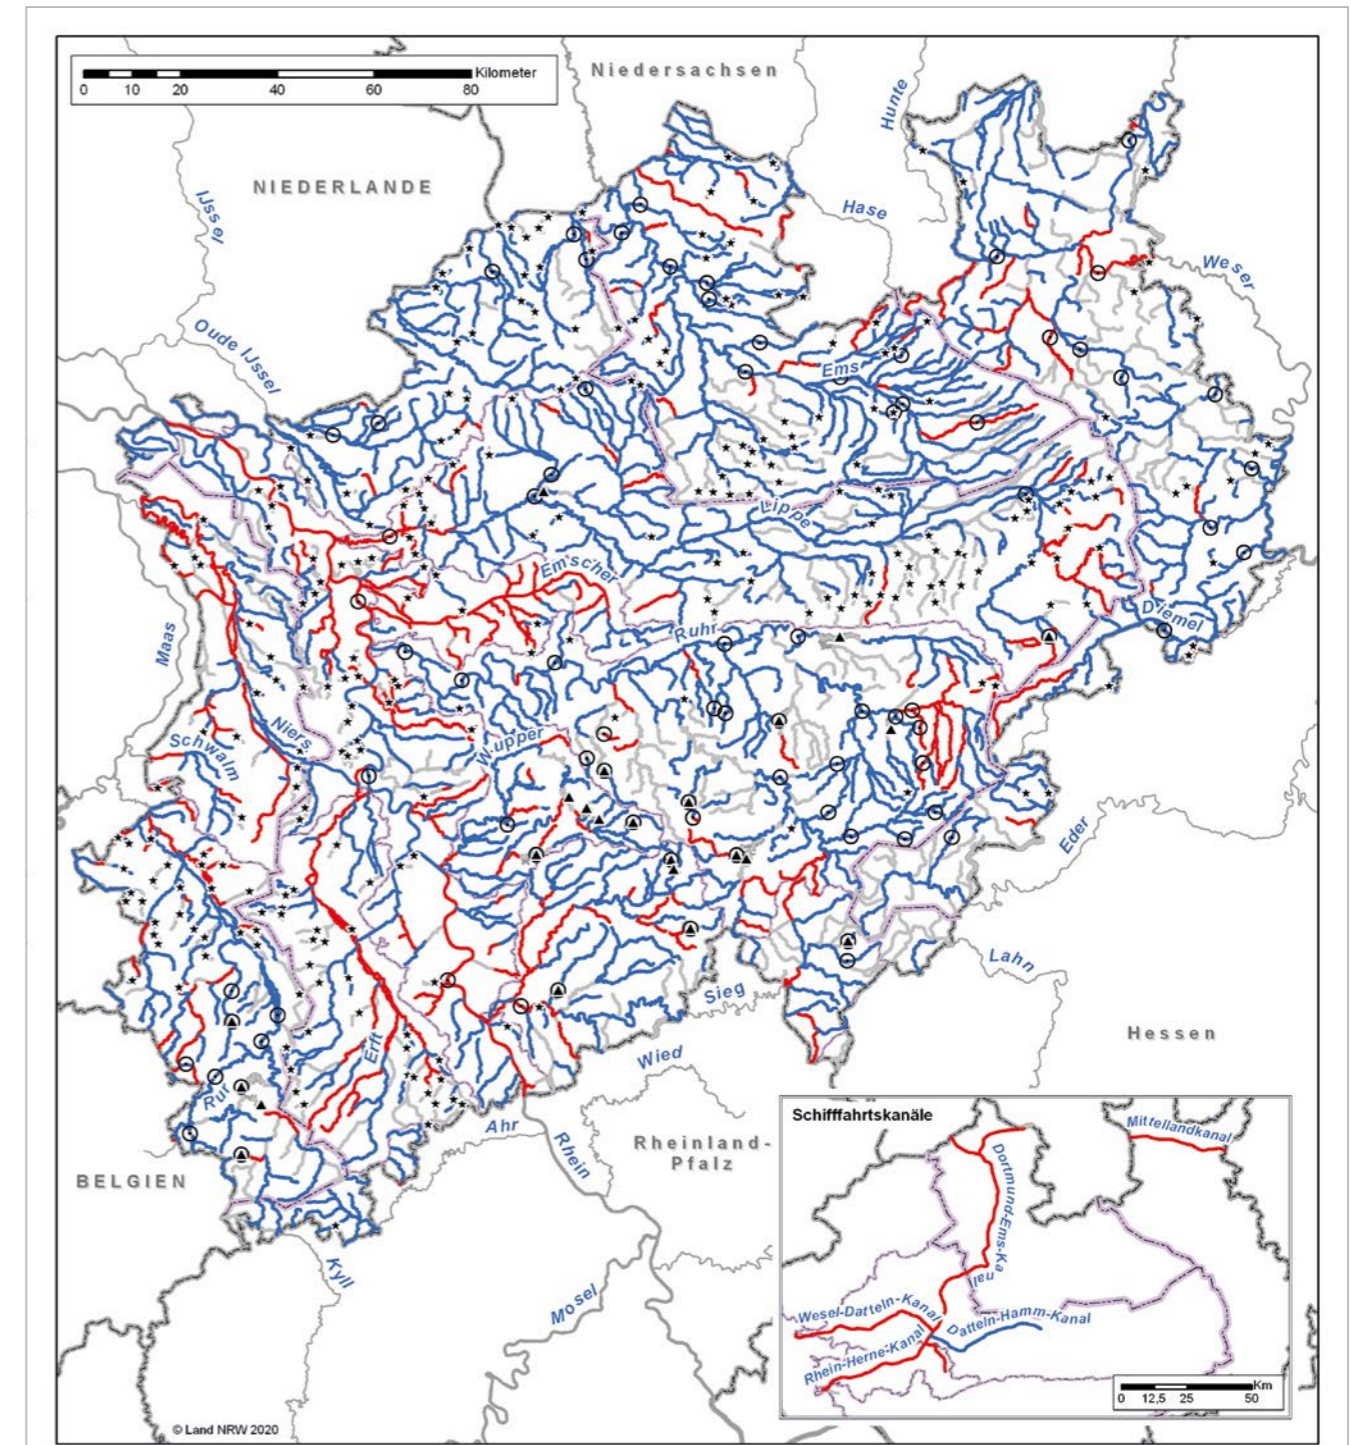 Kilometer
0 10 20 40 60 80
Niedersachsen
Hunte
NIEDERLANDE
IJssel
Hase
Weser
Oude IJssel
Ems
Lippe
Emscher
Maas
Ruhr
Diemel
Niers
Schwalm
Wupper
Eder
Lahn
Sieg
Hessen
Erft
Wied
Rur
Ahr
Rhein
Rheinland-
Pfalz
BELGIEN
Kyll
Mosel
Schifffahrtskanäle
Mittellandkanal
Dortmund-Ems-Ka
nal
Wesel-Datteln-Kanal
Datteln-Hamm-Kanal
Rhein-Herne-Kanal
Km
0 12,5 25 50
© Land NRW 2020